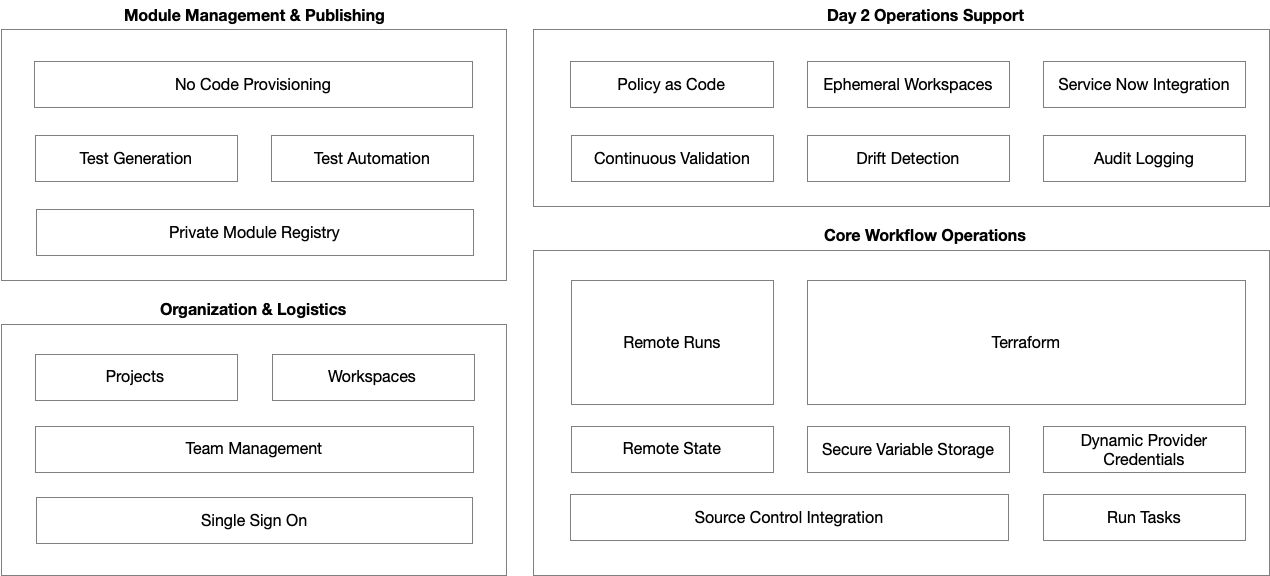 Module Management & Publishing
No Code Provisioning
Test Generation
Test Automation
Private Module Registry
Organization & Logistics
Projects
Workspaces
Team Management
Single Sign On
Day 2 Operations Support
Policy as Code
Ephemeral Workspaces
Service Now Integration
Continuous Validation
Drift Detection
Audit Logging
Core Workflow Operations
Remote Runs
Terraform
Remote State
Secure Variable Storage
Dynamic Provider
Credentials
Source Control Integration
Run Tasks